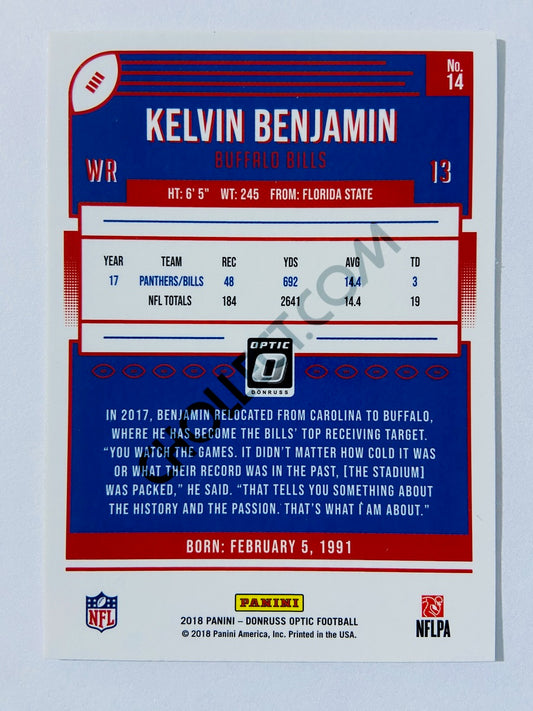 No.
14
KELVIN BENJAMIN
BUFFALO BILLS
WR
13
HT: 6' 5" WT: 245 FROM: FLORIDA STATE
YEAR TEAM REC YDS AVG TD
17 PANTHERS/BILLS 48 692 14.4 3
NFL TOTALS 184 2641 14.4 19
OPTIC
DONRUSS
IN 2017, BENJAMIN RELOCATED FROM CAROLINA TO BUFFALO,
WHERE HE HAS BECOME THE BILLS' TOP RECEIVING TARGET.
"YOU WATCH THE GAMES. IT DIDN'T MATTER HOW COLD IT WAS
OR WHAT THEIR RECORD WAS IN THE PAST, [THE STADIUM]
WAS PACKED," HE SAID. "THAT TELLS YOU SOMETHING ABOUT
THE HISTORY AND THE PASSION. THAT'S WHAT I AM ABOUT."
BORN: FEBRUARY 5, 1991
NFL
PANINI
2018 PANINI – DONRUSS OPTIC FOOTBALL
© 2018 Panini America, Inc. Printed in the USA.
NFLPA